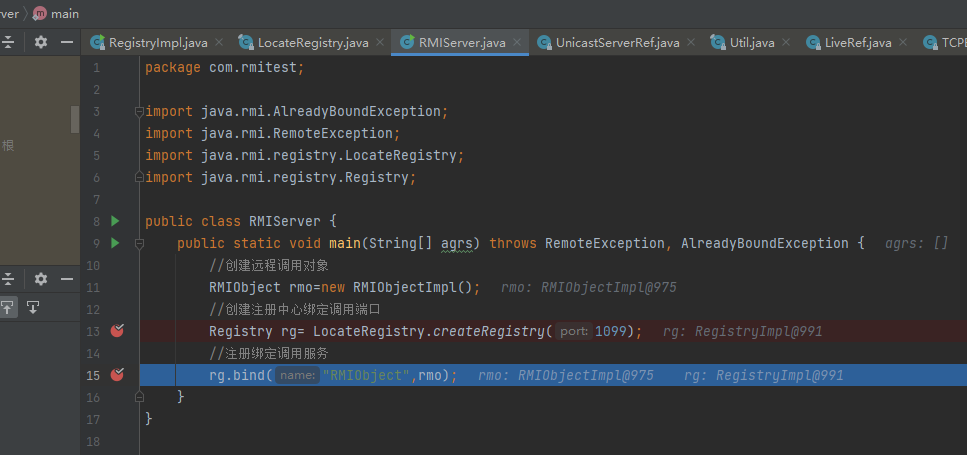 rver main
RegistryImpl.java LocateRegistry.java RMIServer.java UnicastServerRef.java Util.java LiveRef.java TCPE
1 package com.rmitest;
2
3 import java.rmi.AlreadyBoundException;
4 import java.rmi.RemoteException;
根
5 import java.rmi.registry.LocateRegistry;
6 import java.rmi.registry.Registry;
7
8 public class RMIServer {
9 public static void main(String[] agrs) throws RemoteException, AlreadyBoundException { agrs: []
10 //创建远程调用对象
11 RMIObject rmo=new RMIObjectImpl(); rmo: RMIObjectImpl@975
12 //创建注册中心绑定调用端口
13 Registry rg= LocateRegistry.createRegistry( port: 1099); rg: RegistryImpl@991
14 //注册绑定调用服务
15 rg.bind( name: "RMIObject",rmo); rmo: RMIObjectImpl@975 rg: RegistryImpl@991
16 }
17 }
18